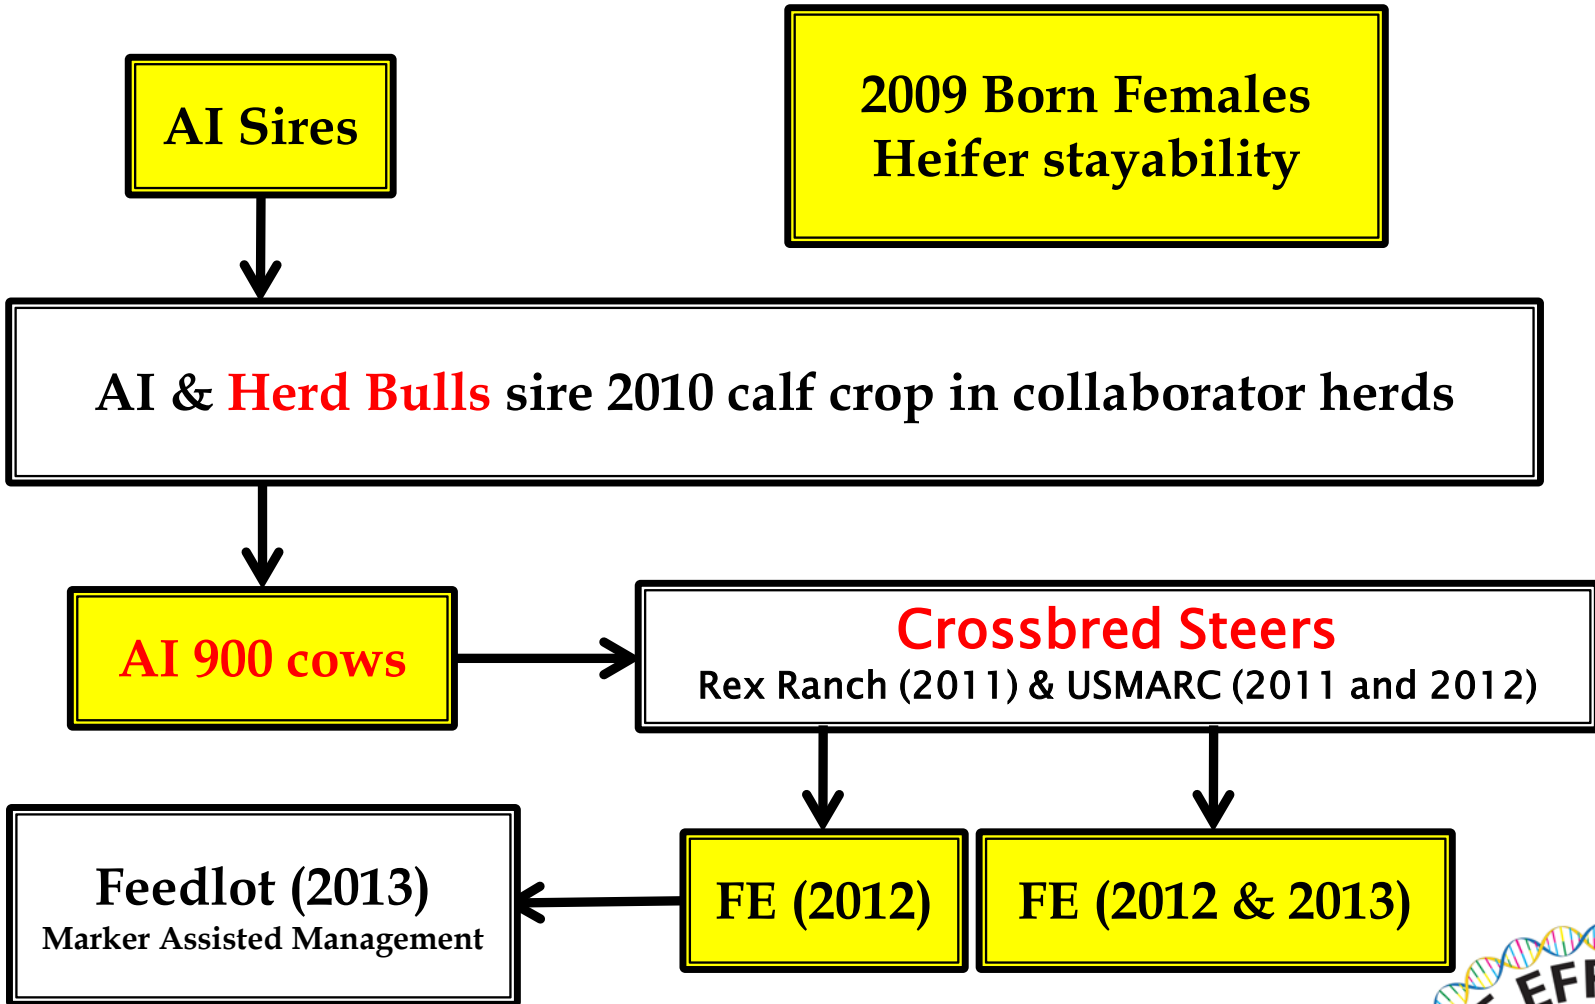 AI Sires
2009 Born Females
Heifer stayability
AI & Herd Bulls sire 2010 calf crop in collaborator herds
AI 900 cows
Crossbred Steers
Rex Ranch (2011) & USMARC (2011 and 2012)
Feedlot (2013)
Marker Assisted Management
FE (2012)
FE (2012 & 2013)